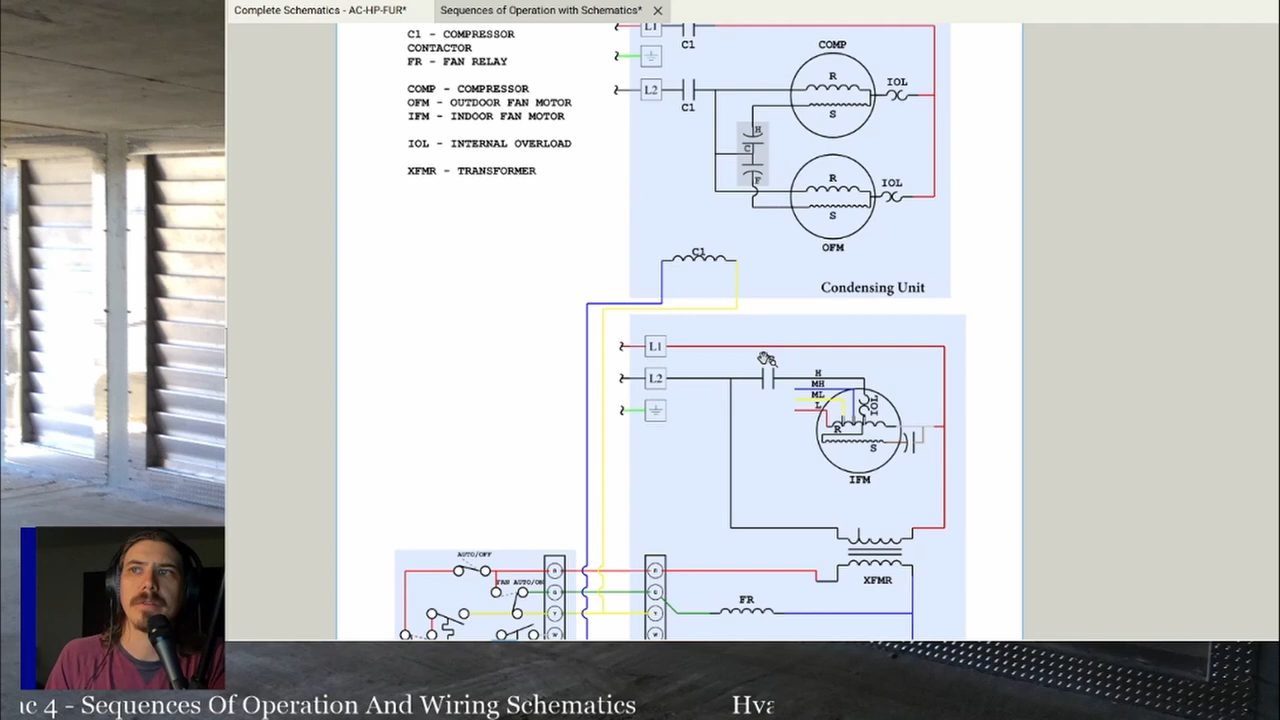 Complete Schematics - AC-HP-FUR*
Sequences of Operation with Schematics*
C1 - COMPRESSOR
CONTACTOR
FR - FAN RELAY
COMP - COMPRESSOR
OFM - OUTDOOR FAN MOTOR
IFM - INDOOR FAN MOTOR
IOL - INTERNAL OVERLOAD
XFMR - TRANSFORMER
L1
C1
L2
C1
COMP
R
S
IOL
H
C
F
R
S
IOL
OFM
C1
Condensing Unit
L1
L2
H
MH
ML
L
IOL
R
S
IFM
XFMR
AUTO/OFF
FAN AUTO/ON
R
G
Y
W
R
G
Y
W
FR
ac 4 - Sequences Of Operation And Wiring Schematics
Hva